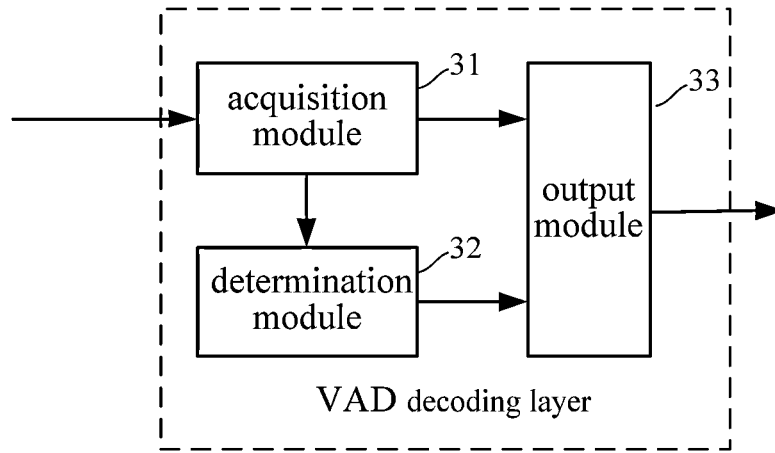 acquisition
module
31
determination
module
32
output
module
33
VAD decoding layer